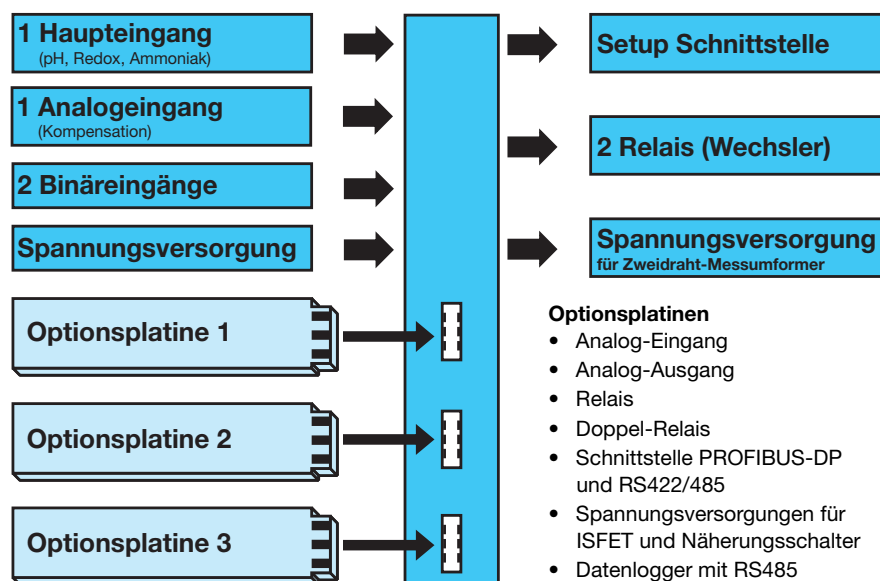 1 Haupteingang
(pH, Redox, Ammoniak)
1 Analogeingang
(Kompensation)
2 Binäreingänge
Spannungsversorgung
Optionsplatine 1
Optionsplatine 2
Optionsplatine 3
Setup Schnittstelle
2 Relais (Wechsler)
Spannungsversorgung
für Zweidraht-Messumformer
Optionsplatinen
• Analog-Eingang
• Analog-Ausgang
• Relais
• Doppel-Relais
• Schnittstelle PROFIBUS-DP
und RS422/485
• Spannungsversorgungen für
ISFET und Näherungsschalter
• Datenlogger mit RS485